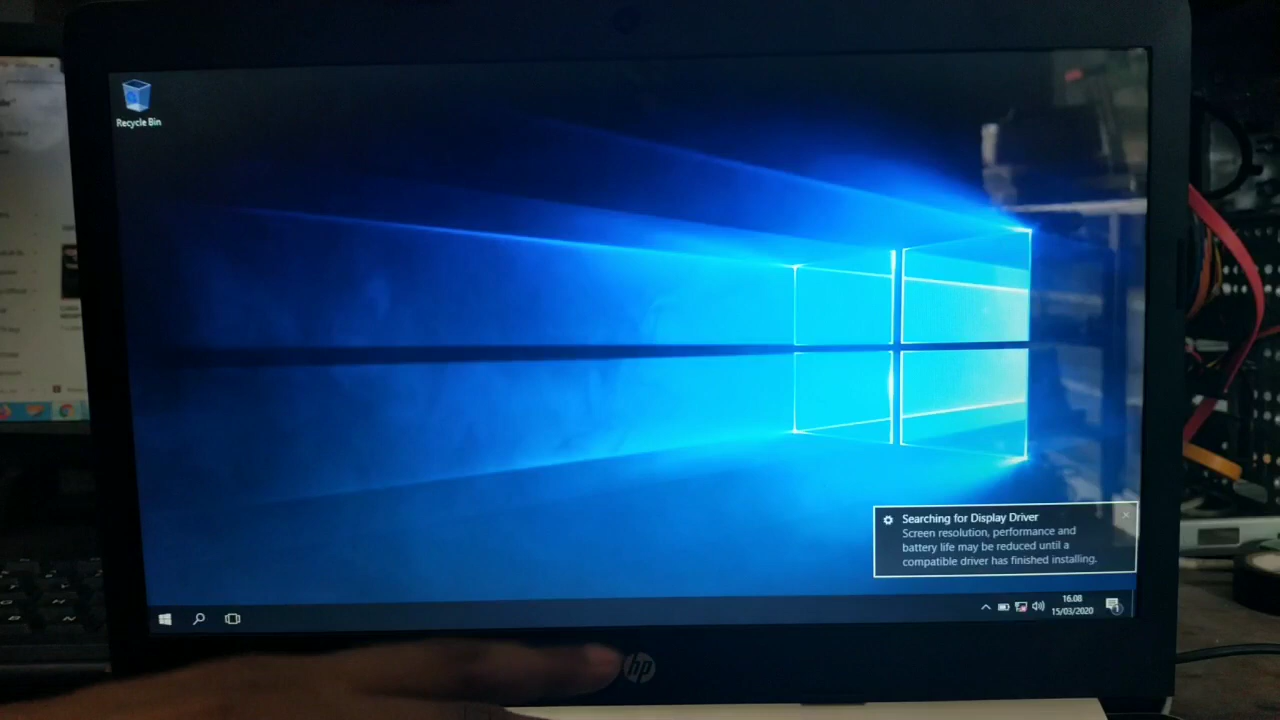 Recycle Bin
Searching for Display Driver
Screen resolution, performance and
battery life may be reduced until a
compatible driver has finished installing.
16.08
15/03/2020
1
hp